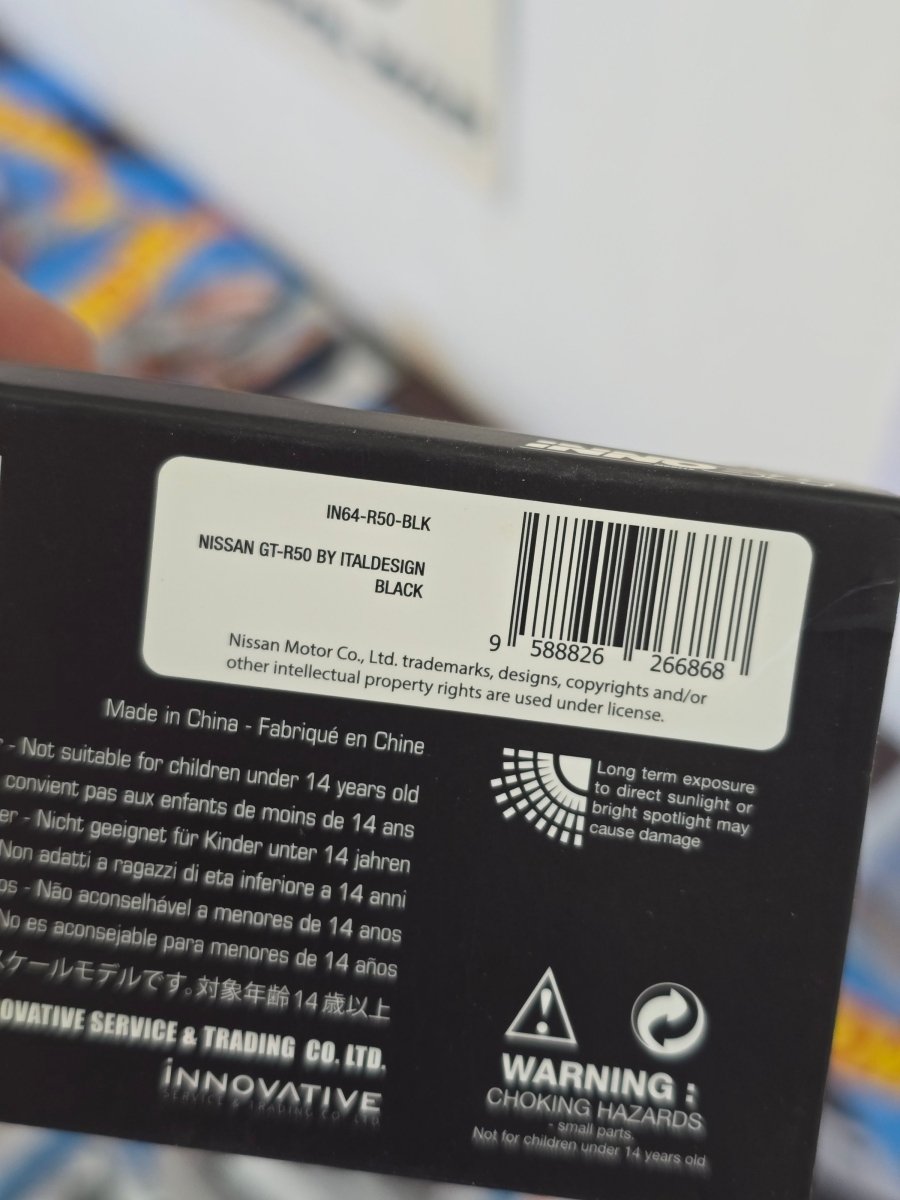 INNO
IN64-R50-BLK
NISSAN GT-R50 BY ITALDESIGN
BLACK
9 588826 266868
Nissan Motor Co., Ltd. trademarks, designs, copyrights and/or
other intellectual property rights are used under license.
Made in China - Fabriqué en Chine
- Not suitable for children under 14 years old
convient pas aux enfants de moins de 14 ans
- Nicht geeignet für Kinder unter 14 jahren
Non adatti a ragazzi di eta inferiore a 14 anni
- Não aconselhável a menores de 14 anos
No es aconsejable para menores de 14 años
スケールモデルです。対象年齢14歳以上
OVATIVE SERVICE & TRADING CO. LTD.
INNOVATIVE
SERVICE & TRADING CO LTD
Long term exposure
to direct sunlight or
bright spotlight may
cause damage
WARNING :
CHOKING HAZARDS
- small parts.
Not for children under 14 years old